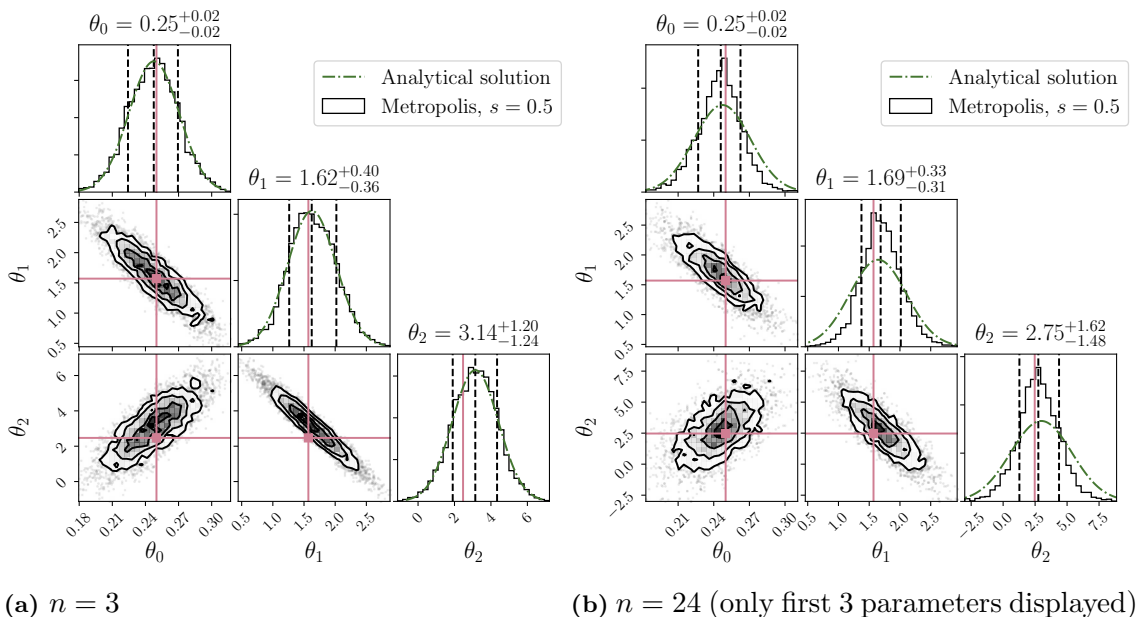 θ₀ = 0.25⁺⁰·⁰²₋₀.₀₂
Analytical solution
Metropolis, s = 0.5
θ₁ = 1.62⁺⁰·⁴⁰₋₀.₃₆
θ₂ = 3.14⁺¹·²⁰₋₁.₂₄
θ₁
2.5
2.0
1.5
1.0
0.5
θ₂
6
4
2
0
0.18 0.21 0.24 0.27 0.30
θ₀
0.5 1.0 1.5 2.0 2.5
θ₁
0 2 4 6
θ₂
(a) n = 3
θ₀ = 0.25⁺⁰·⁰²₋₀.₀₂
Analytical solution
Metropolis, s = 0.5
θ₁ = 1.69⁺⁰·³³₋₀.₃₁
θ₂ = 2.75⁺¹·⁶²₋₁.₄₈
θ₁
2.5
2.0
1.5
1.0
0.5
θ₂
7.5
5.0
2.5
0.0
−2.5
0.21 0.24 0.27 0.30
θ₀
0.5 1.0 1.5 2.0 2.5
θ₁
−2.5 0.0 2.5 5.0 7.5
θ₂
(b) n = 24 (only first 3 parameters displayed)